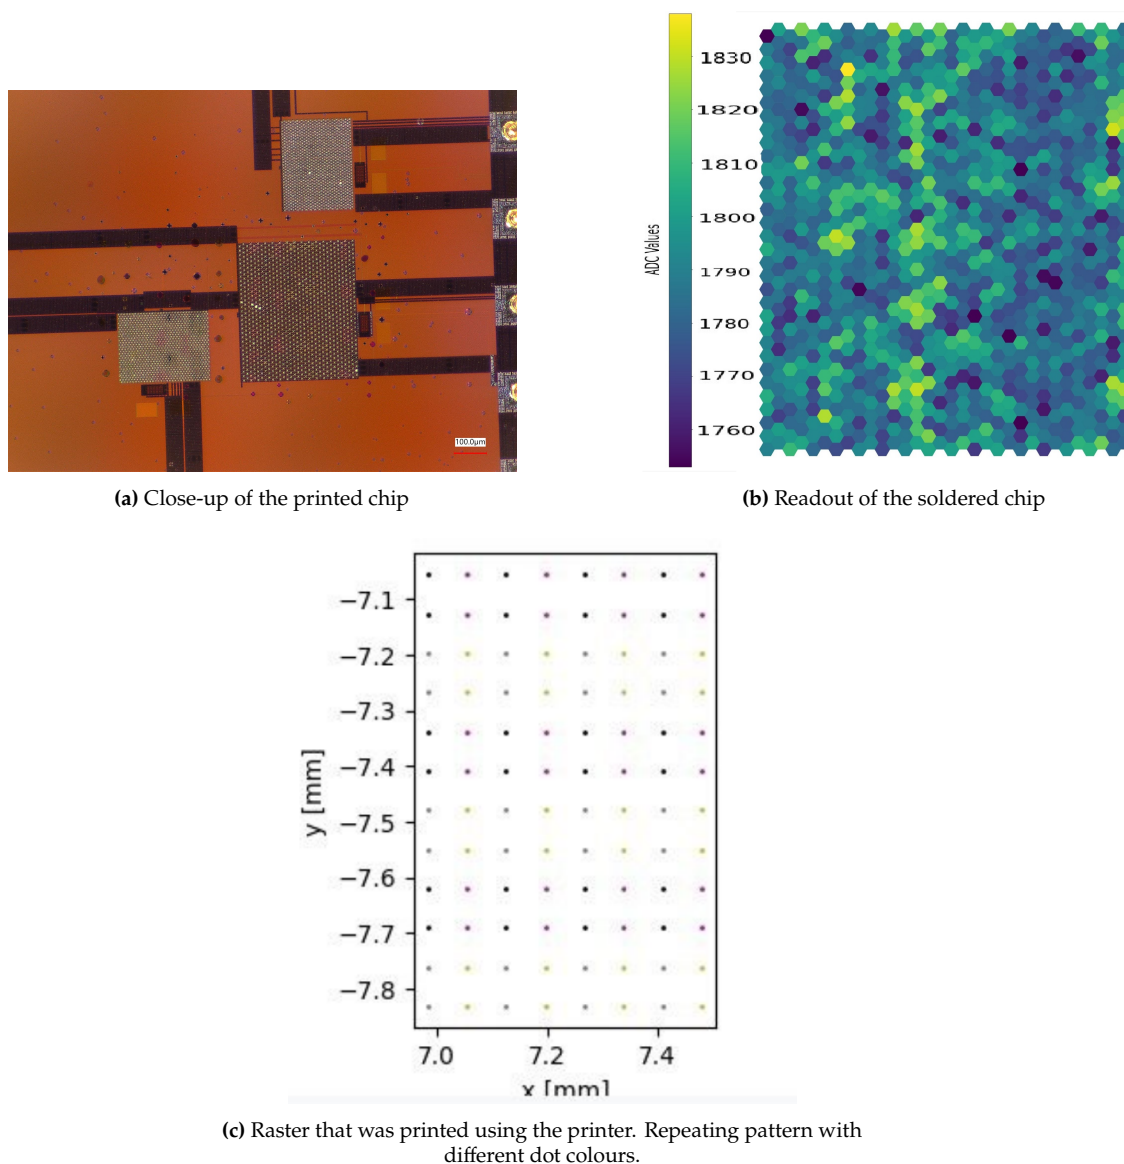 100.0μm
(a) Close-up of the printed chip
ADC Values
1830
1820
1810
1800
1790
1780
1770
1760
(b) Readout of the soldered chip
−7.1
−7.2
−7.3
−7.4
−7.5
−7.6
−7.7
−7.8
y [mm]
7.0 7.2 7.4
x [mm]
(c) Raster that was printed using the printer. Repeating pattern with
different dot colours.